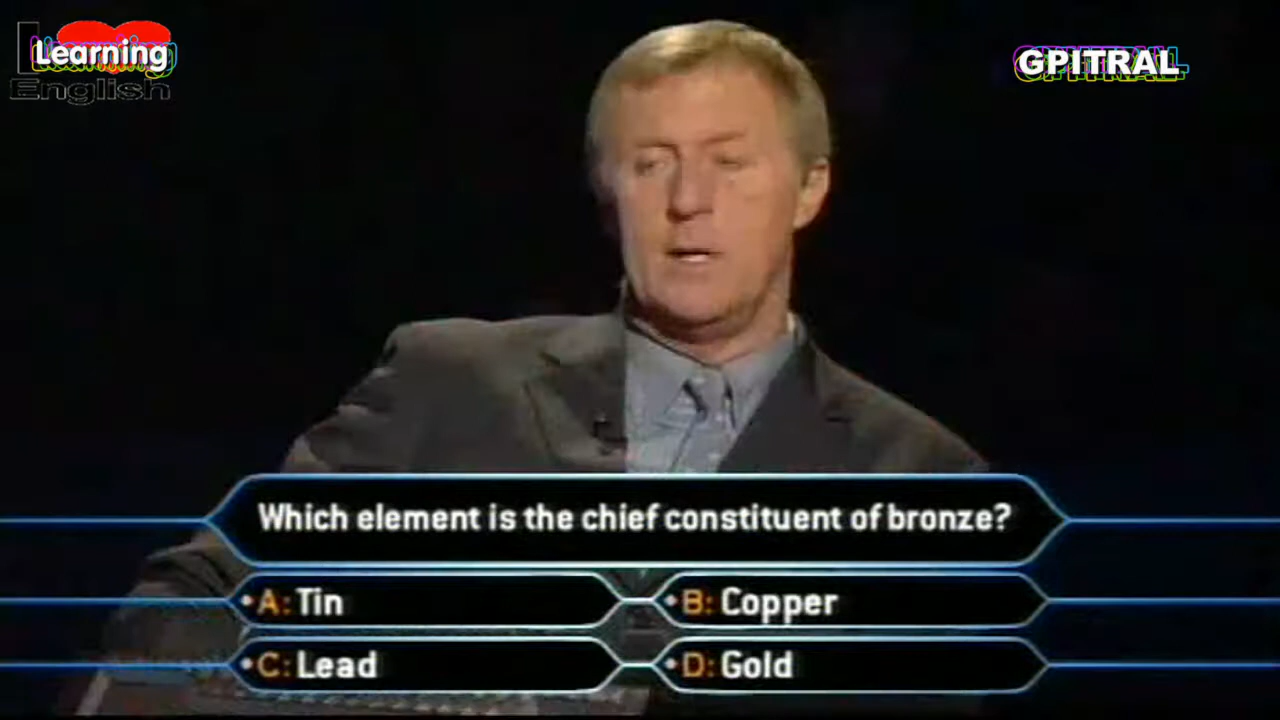 I
Learning
English
GPITRAL
Which element is the chief constituent of bronze?
A: Tin
B: Copper
C: Lead
D: Gold